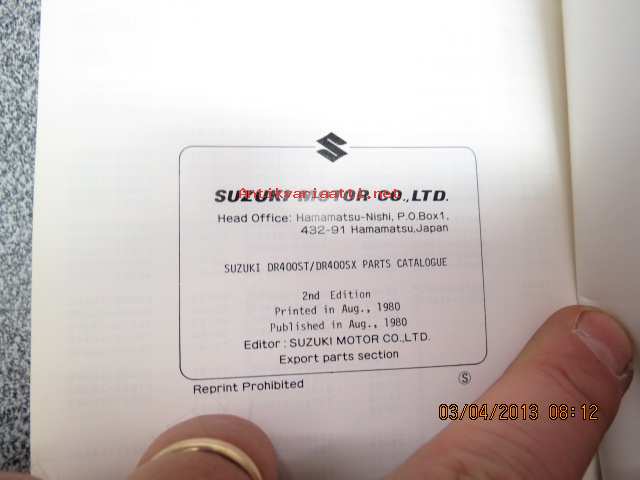 SUZUKI MOTOR CO.,LTD.
Head Office: Hamamatsu-Nishi, P.O.Box1,
432-91 Hamamatsu,Japan
SUZUKI DR400ST/DR400SX PARTS CATALOGUE
2nd Edition
Printed in Aug., 1980
Published in Aug., 1980
Editor : SUZUKI MOTOR CO.,LTD.
Export parts section
Reprint Prohibited
Ⓢ
03/04/2013 08:12